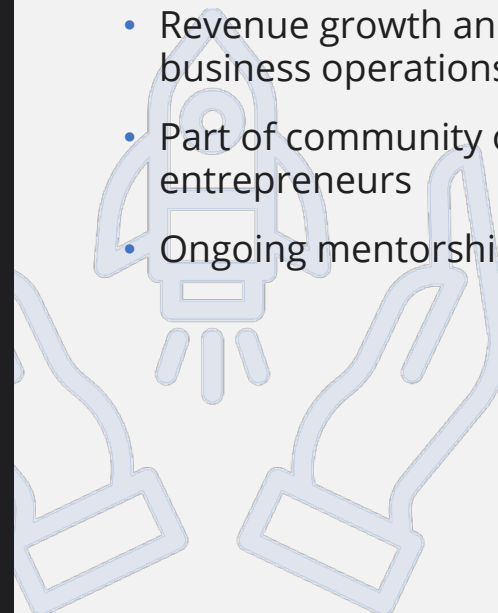 • Revenue growth an
business operations
• Part of community o
entrepreneurs
• Ongoing mentorshi